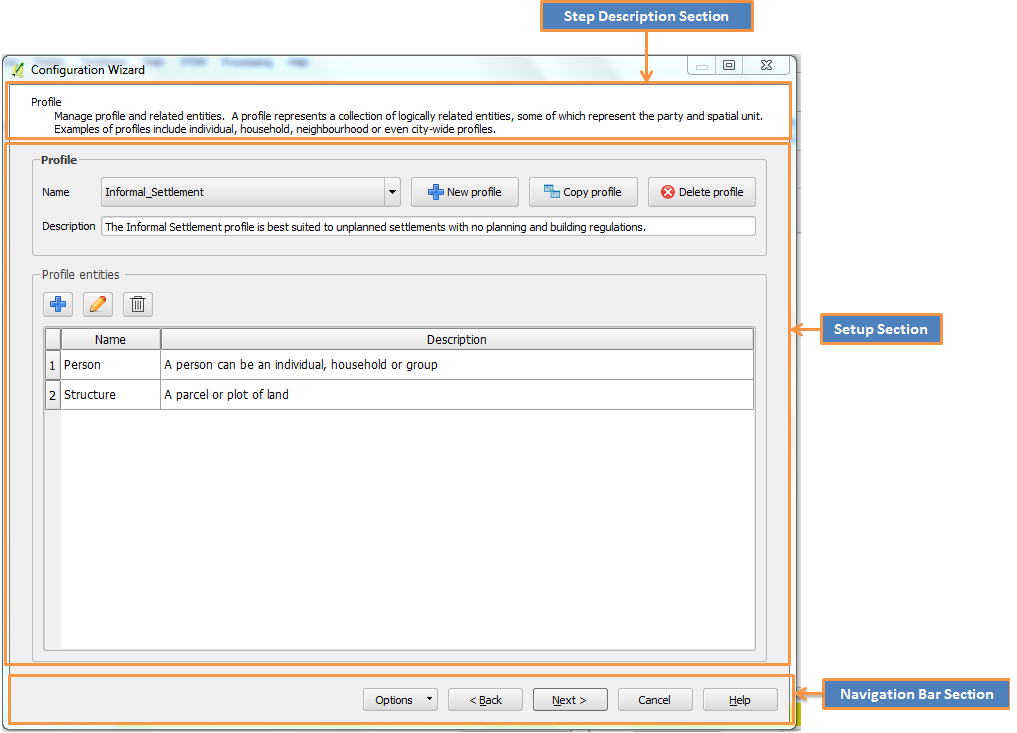 Step Description Section
Configuration Wizard
Profile
Manage profile and related entities. A profile represents a collection of logically related entities, some of which represent the party and spatial unit.
Examples of profiles include individual, household, neighbourhood or even city-wide profiles.
Profile
Name Informal_Settlement New profile Copy profile Delete profile
Description The Informal Settlement profile is best suited to unplanned settlements with no planning and building regulations.
Profile entities
Setup Section
Name Description
1 Person A person can be an individual, household or group
2 Structure A parcel or plot of land
Navigation Bar Section
Options < Back Next > Cancel Help